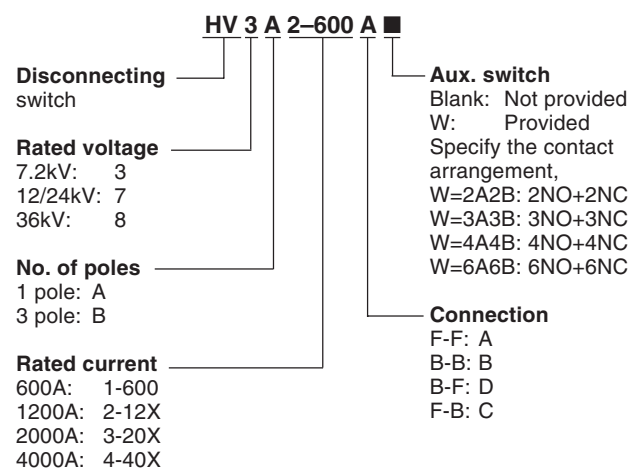 HV 3 A 2–600 A ■
Disconnecting
switch
Rated voltage
7.2kV: 3
12/24kV: 7
36kV: 8
No. of poles
1 pole: A
3 pole: B
Rated current
600A: 1-600
1200A: 2-12X
2000A: 3-20X
4000A: 4-40X
Aux. switch
Blank: Not provided
W: Provided
Specify the contact
arrangement,
W=2A2B: 2NO+2NC
W=3A3B: 3NO+3NC
W=4A4B: 4NO+4NC
W=6A6B: 6NO+6NC
Connection
F-F: A
B-B: B
B-F: D
F-B: C